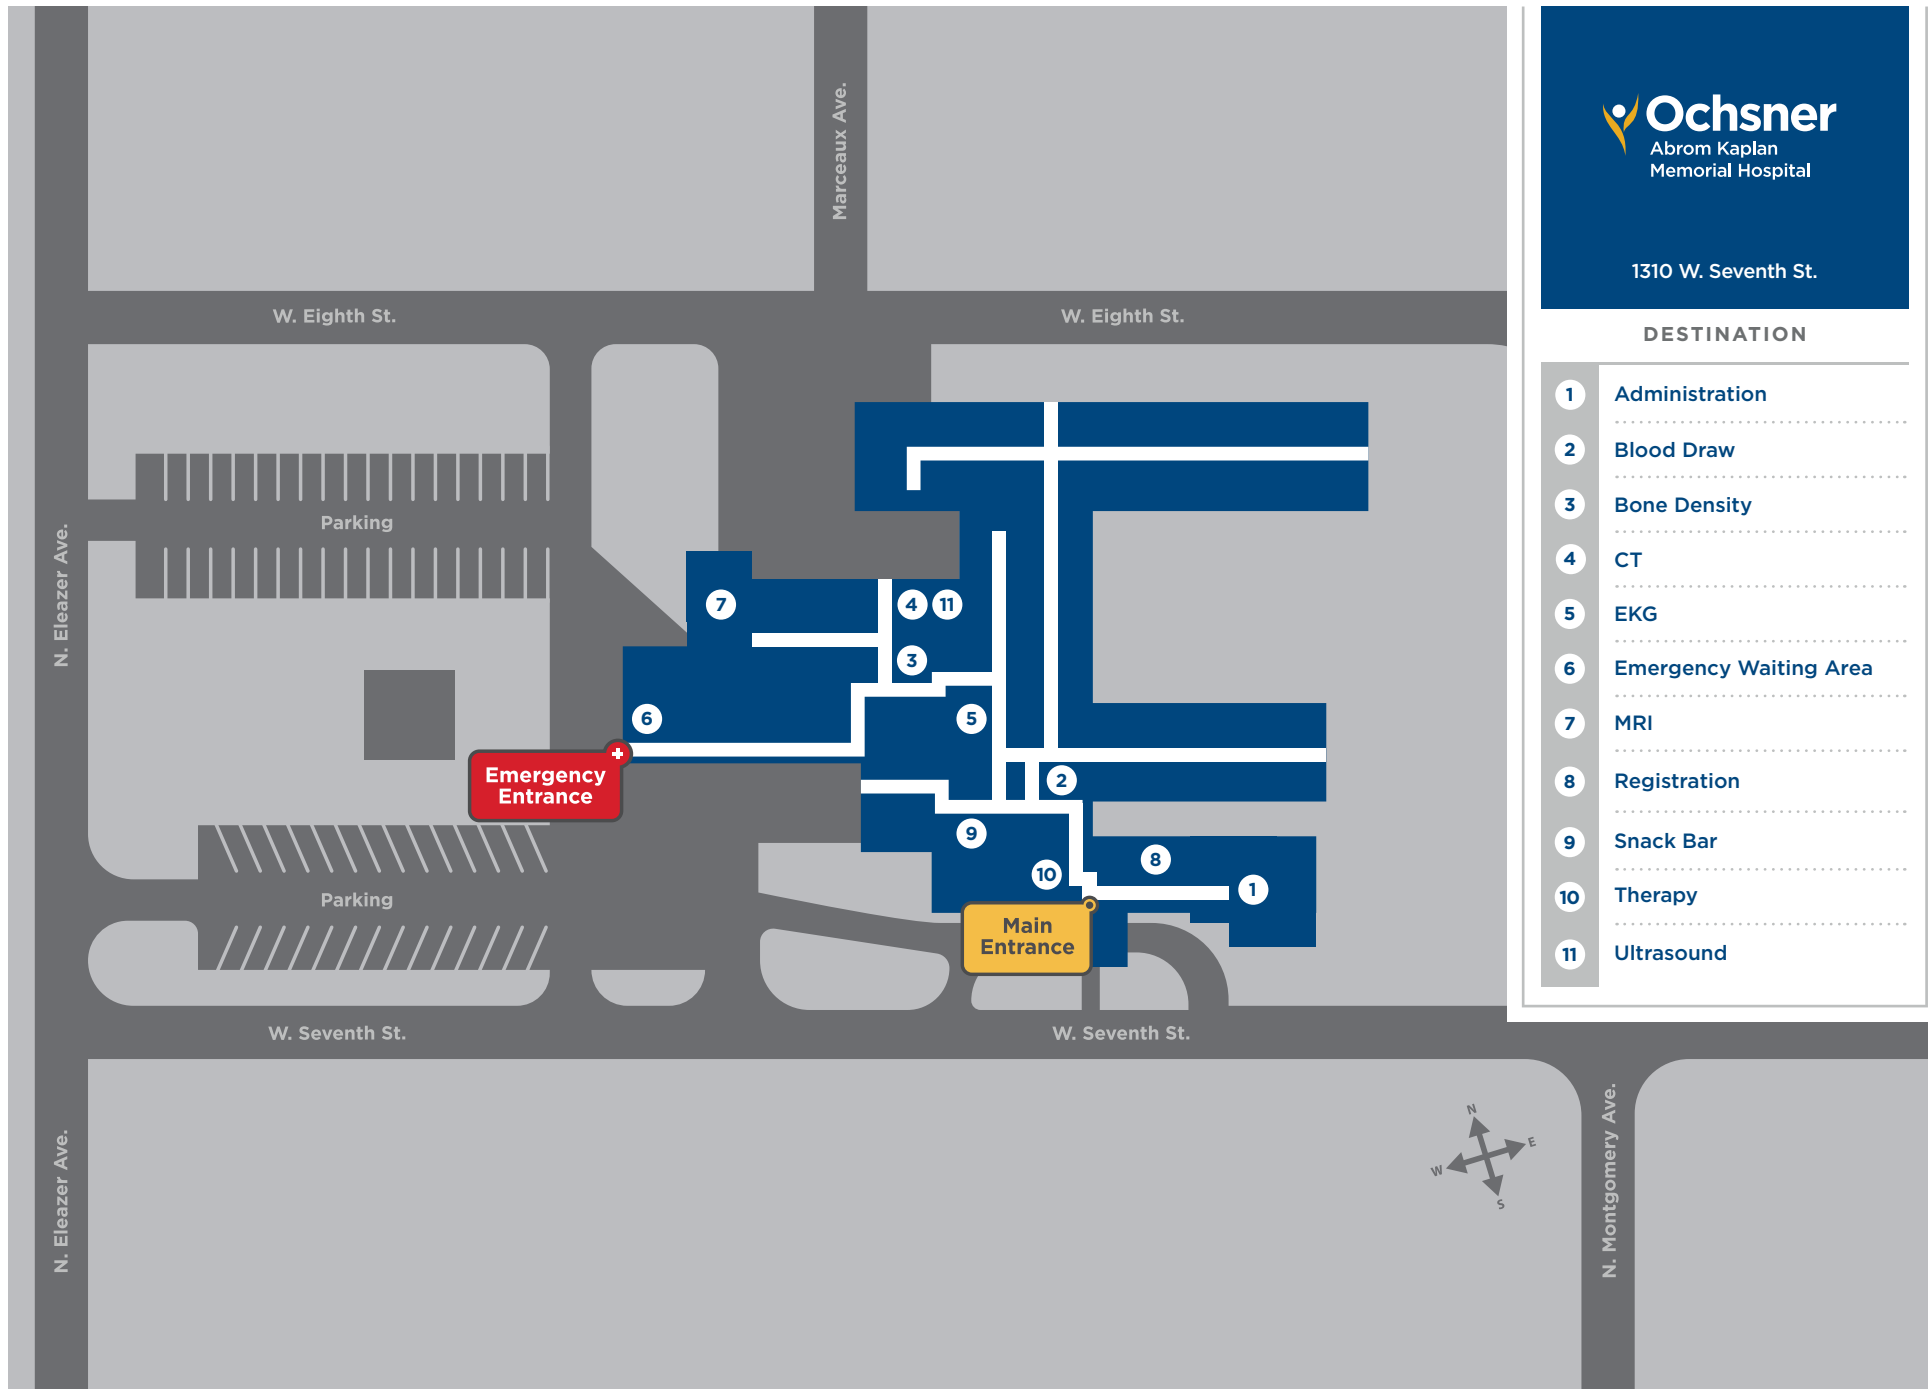 Marceaux Ave.
W. Eighth St.
W. Eighth St.
Parking
N. Eleazer Ave.
7
4
11
3
6
5
Emergency
Entrance
2
9
8
10
1
Parking
Main
Entrance
W. Seventh St.
W. Seventh St.
N. Eleazer Ave.
N
E
W
S
N. Montgomery Ave.
Ochsner
Abrom Kaplan
Memorial Hospital
1310 W. Seventh St.
DESTINATION
1 Administration
2 Blood Draw
3 Bone Density
4 CT
5 EKG
6 Emergency Waiting Area
7 MRI
8 Registration
9 Snack Bar
10 Therapy
11 Ultrasound